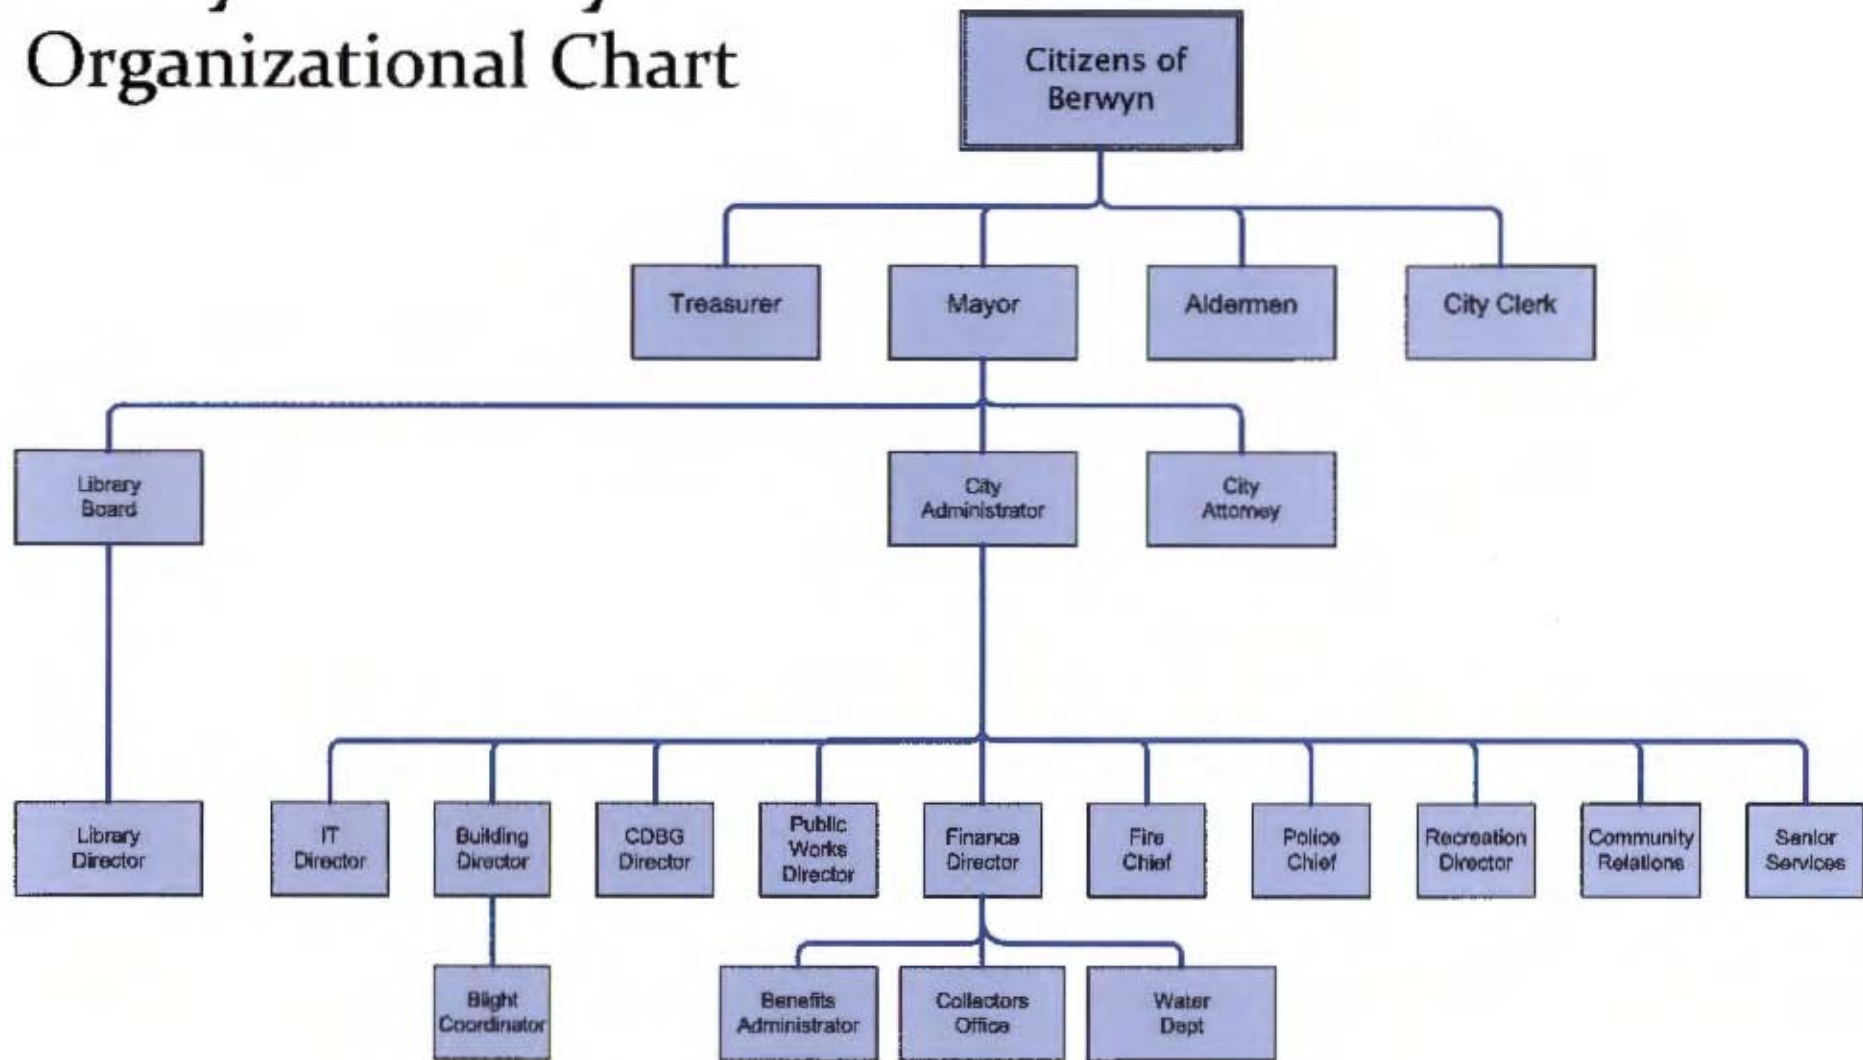 Organizational Chart
Citizens of
Berwyn
Treasurer
Mayor
Aldermen
City Clerk
Library
Board
City
Administrator
City
Attorney
Library
Director
IT
Director
Building
Director
CDBG
Director
Public
Works
Director
Finance
Director
Fire
Chief
Police
Chief
Recreation
Director
Community
Relations
Senior
Services
Blight
Coordinator
Benefits
Administrator
Collectors
Office
Water
Dept